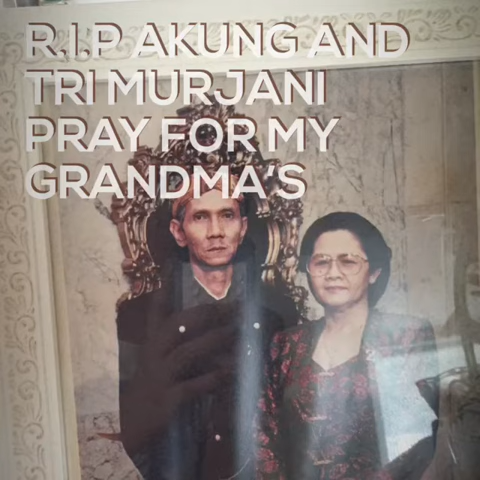 R.I.P AKUNG AND
TRI MURJANI
PRAY FOR MY
GRANDMA'S